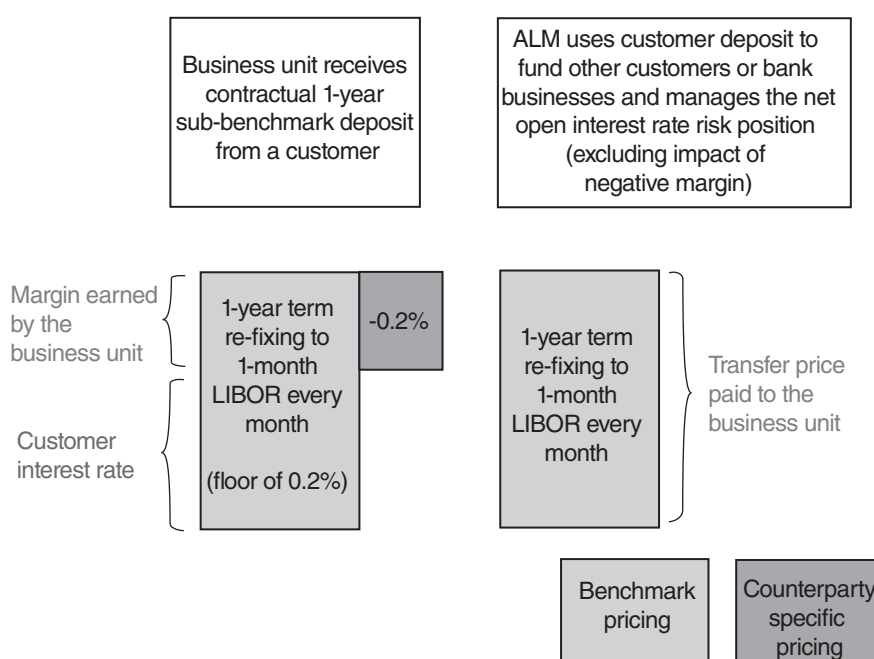 Business unit receives
contractual 1-year
sub-benchmark deposit
from a customer
ALM uses customer deposit to
fund other customers or bank
businesses and manages the net
open interest rate risk position
(excluding impact of
negative margin)
Margin earned
by the
business unit
Customer
interest rate
1-year term
re-fixing to
1-month
LIBOR every
month
(floor of 0.2%)
-0.2%
1-year term
re-fixing to
1-month
LIBOR every
month
Transfer price
paid to the
business unit
Benchmark
pricing
Counterparty
specific
pricing